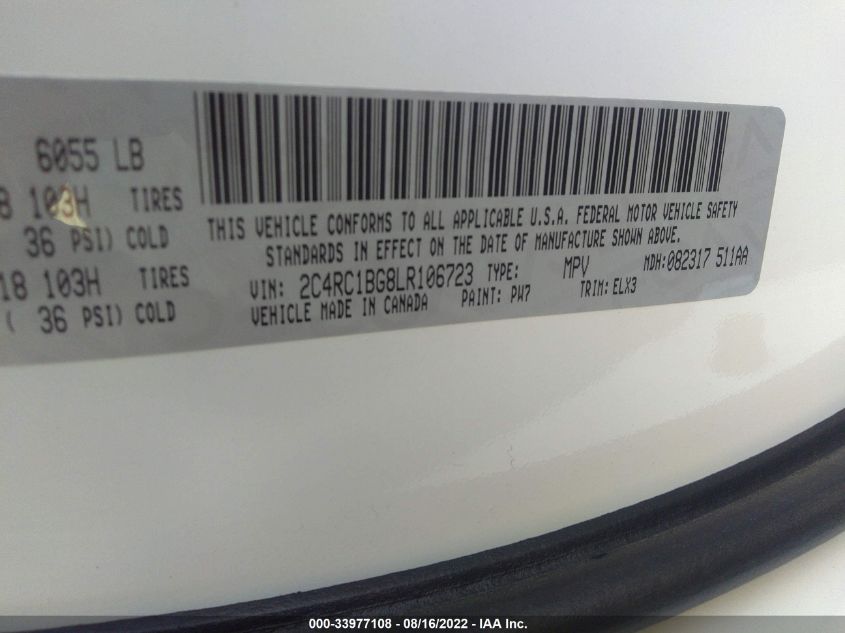 6055 LB
8 103H TIRES
36 PSI) COLD
18 103H TIRES
( 36 PSI) COLD
THIS VEHICLE CONFORMS TO ALL APPLICABLE U.S.A. FEDERAL MOTOR VEHICLE SAFETY
STANDARDS IN EFFECT ON THE DATE OF MANUFACTURE SHOWN ABOVE.
VIN: 2C4RC1BG8LR106723 TYPE: MPV MDH: 082317 511AA
VEHICLE MADE IN CANADA PAINT: PW7 TRIM: ELX3
000-33977108 - 08/16/2022 - IAA Inc.